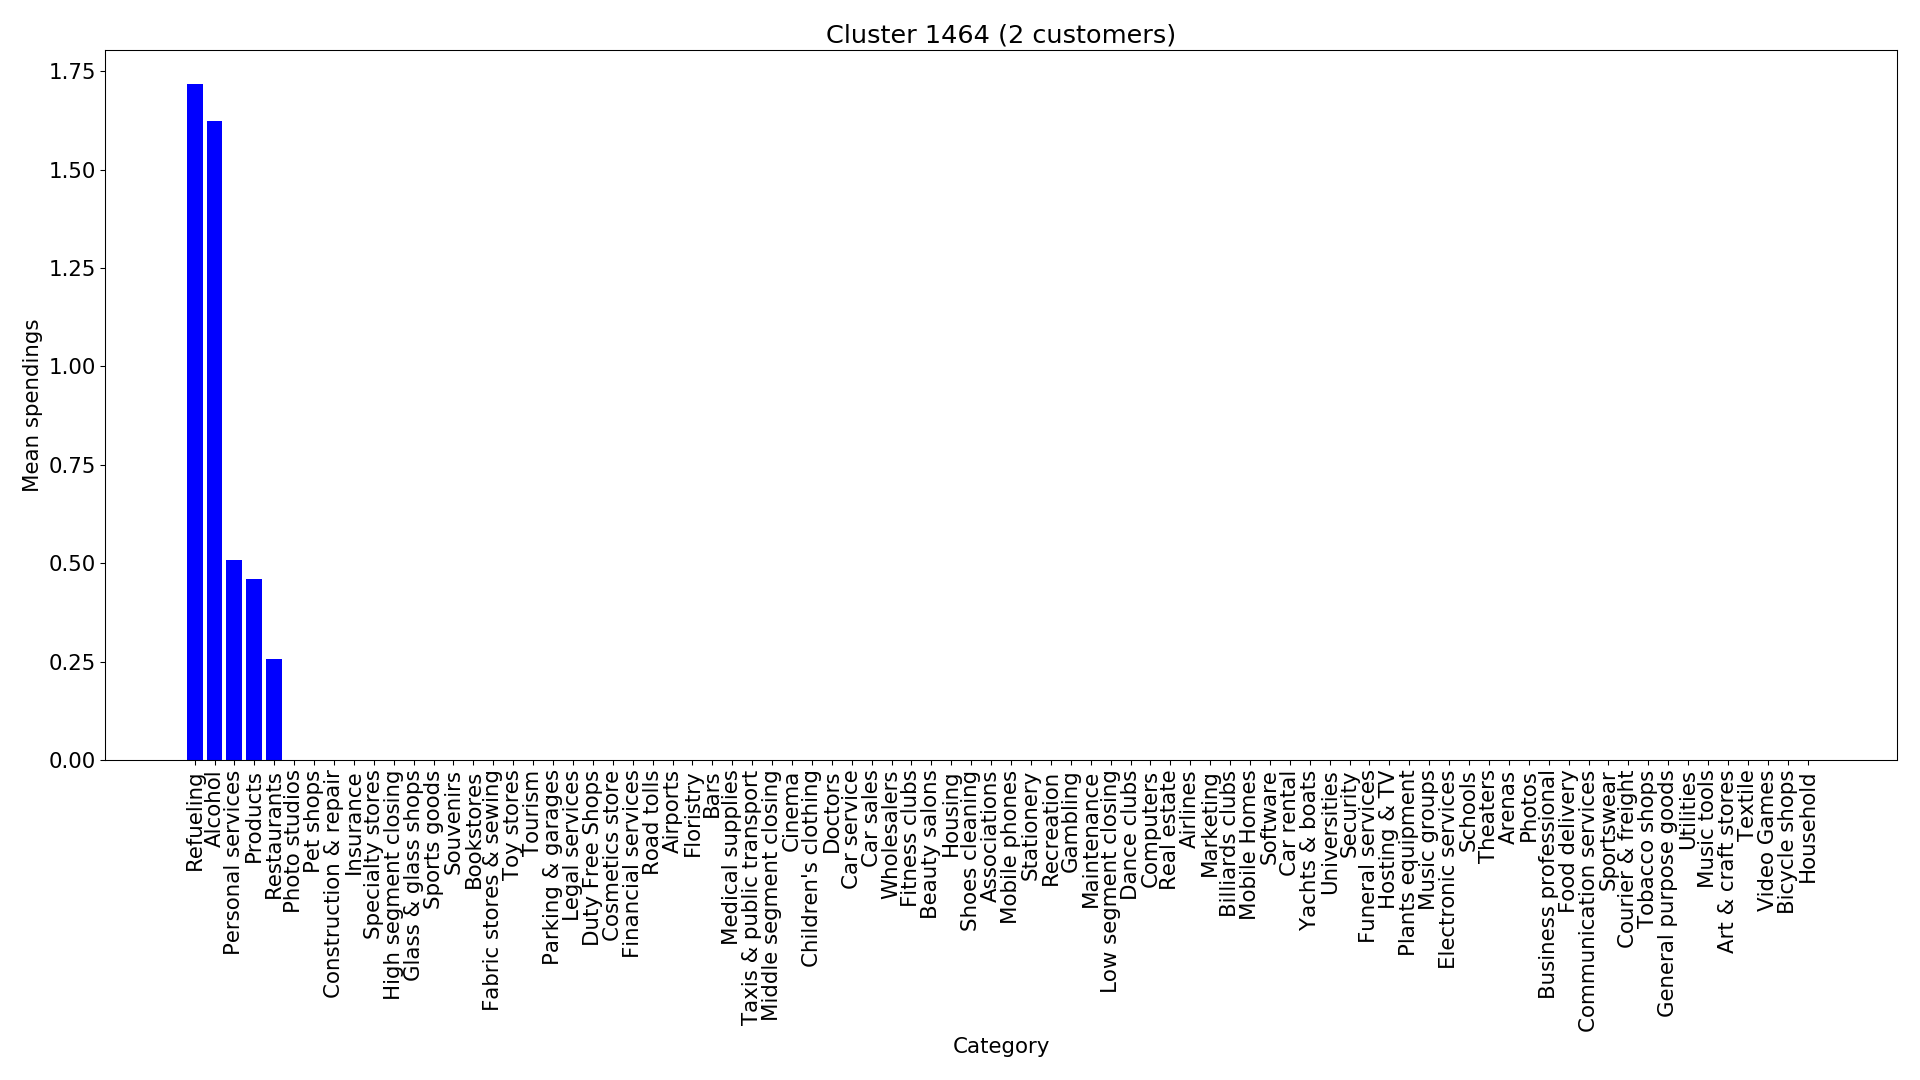 Cluster 1464 (2 customers)
1.75
1.50
1.25
1.00
0.75
0.50
0.25
0.00
Mean spendings
Refueling
Alcohol
Personal services
Products
Restaurants
Photo studios
Pet shops
Construction & repair
Insurance
Specialty stores
High segment closing
Glass & glass shops
Sports goods
Souvenirs
Bookstores
Fabric stores & sewing
Toy stores
Tourism
Parking & garages
Legal services
Duty Free Shops
Cosmetics store
Financial services
Road tolls
Airports
Floristry
Bars
Medical supplies
Taxis & public transport
Middle segment closing
Cinema
Children's clothing
Doctors
Car service
Car sales
Wholesalers
Fitness clubs
Beauty salons
Housing
Shoes cleaning
Associations
Mobile phones
Stationery
Recreation
Gambling
Maintenance
Low segment closing
Dance clubs
Computers
Real estate
Airlines
Marketing
Billiards clubs
Mobile Homes
Software
Car rental
Yachts & boats
Universities
Security
Funeral services
Hosting & TV
Plants equipment
Music groups
Electronic services
Schools
Theaters
Arenas
Photos
Business professional
Food delivery
Communication services
Sportswear
Courier & freight
Tobacco shops
General purpose goods
Utilities
Music tools
Art & craft stores
Textile
Video Games
Bicycle shops
Household
Category